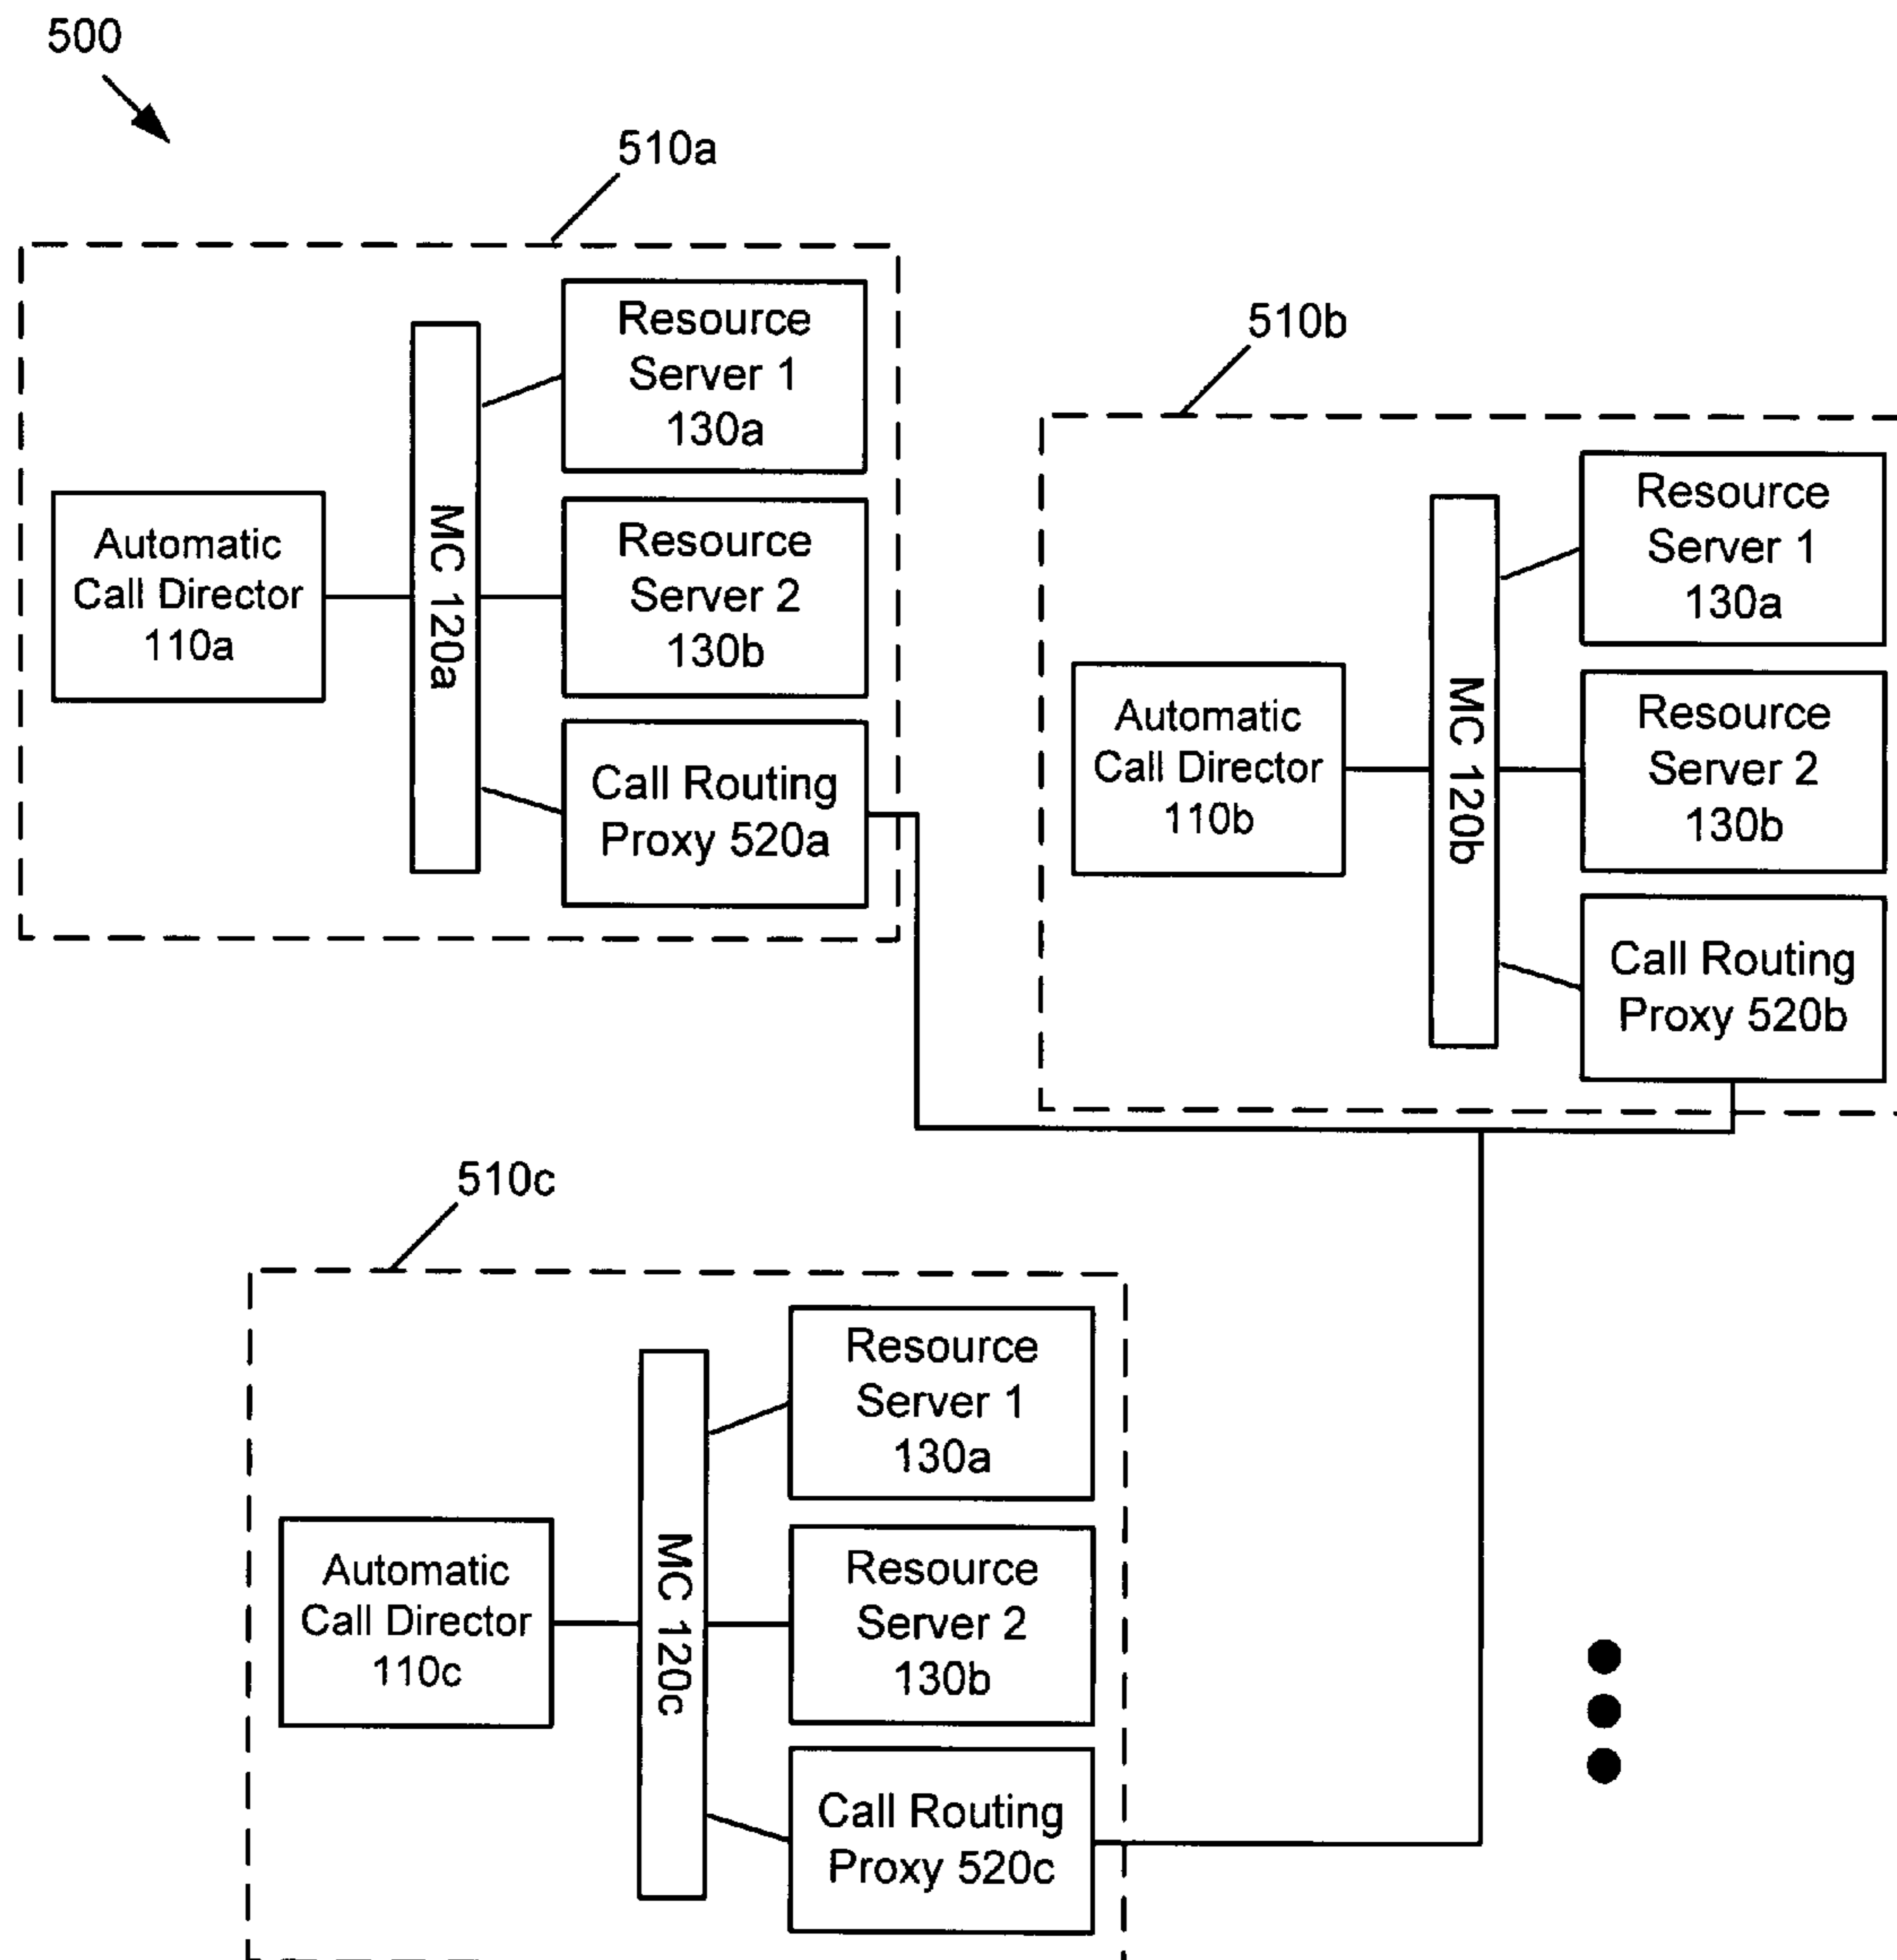 500
510a
Resource
Server 1
130a
Automatic
Call Director
110a
MC 120a
Resource
Server 2
130b
Call Routing
Proxy 520a
510b
Resource
Server 1
130a
Automatic
Call Director
110b
MC 120b
Resource
Server 2
130b
Call Routing
Proxy 520b
510c
Resource
Server 1
130a
Automatic
Call Director
110c
MC 120c
Resource
Server 2
130b
Call Routing
Proxy 520c